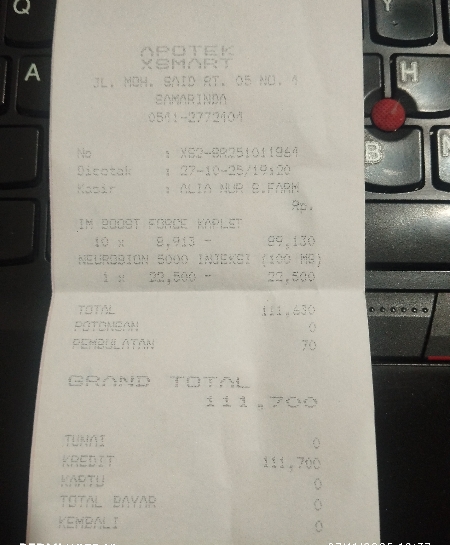 Q
A
Y
H
B
N
APOTEK
XSMART
JL. MOH. SAID RT. 05 NO. 4
SAMARINDA
0541-2772404
No : XS2-BR251011864
Dicetak : 27-10-25/19:20
Kasir : ALIA NUR B.FARM
Rp.
IM BOOST FORCE KAPLET
10 x 8,913 = 89,130
NEUROSION 5000 INJEKSI (100 MG)
1 x 22,500 = 22,500
TOTAL 111,630
POTONGAN 0
PEMBULATAN 70
GRAND TOTAL
111,700
TUNAI 0
KREDIT 111,700
KARTU 0
TOTAL BAYAR 0
KEMBALI 0